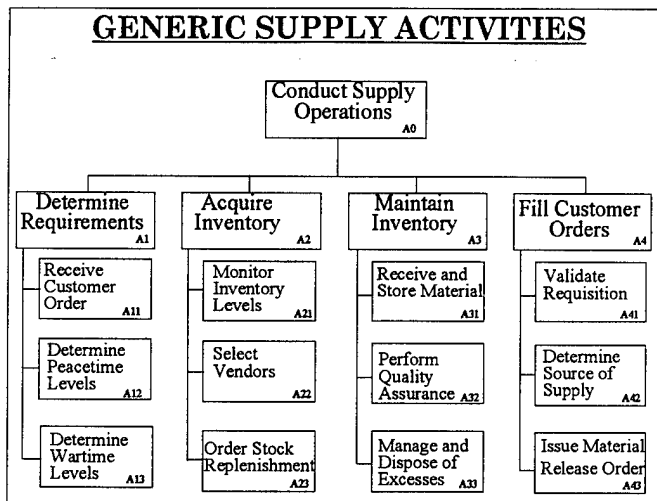 GENERIC SUPPLY ACTIVITIES
Conduct Supply
Operations
A0
Determine
Requirements
A1
Receive
Customer
Order
A11
Determine
Peacetime
Levels
A12
Determine
Wartime
Levels
A13
Acquire
Inventory
A2
Monitor
Inventory
Levels
A21
Select
Vendors
A22
Order Stock
Replenishment
A23
Maintain
Inventory
A3
Receive and
Store Material
A31
Perform
Quality
Assurance
A32
Manage and
Dispose of
Excesses
A33
Fill Customer
Orders
A4
Validate
Requisition
A41
Determine
Source of
Supply
A42
Issue Material
Release Order
A43